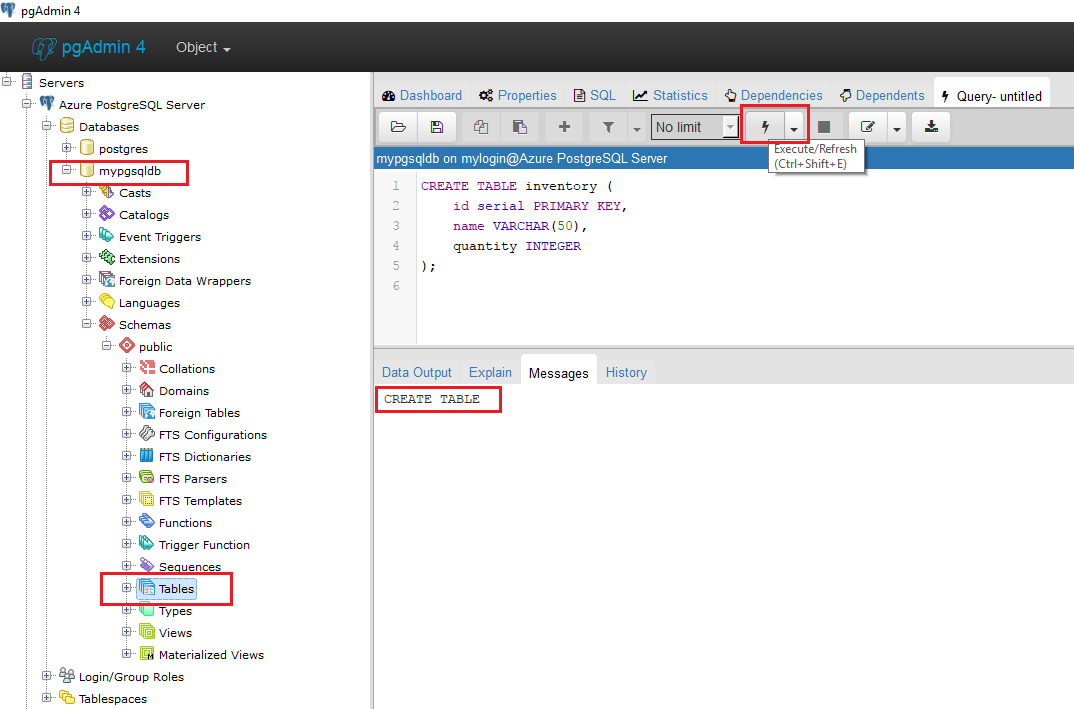 pgAdmin 4
pgAdmin 4 Object
Servers
Azure PostgreSQL Server
Databases
postgres
mypgsqldb
Casts
Catalogs
Event Triggers
Extensions
Foreign Data Wrappers
Languages
Schemas
public
Collations
Domains
Foreign Tables
FTS Configurations
FTS Dictionaries
FTS Parsers
FTS Templates
Functions
Trigger Function
Sequences
Tables
Types
Views
Materialized Views
Login/Group Roles
Tablespaces
Dashboard Properties SQL Statistics Dependencies Dependents Query- untitled
No limit
Execute/Refresh
(Ctrl+Shift+E)
mypgsqldb on mylogin@Azure PostgreSQL Server
1 CREATE TABLE inventory (
2 id serial PRIMARY KEY,
3 name VARCHAR(50),
4 quantity INTEGER
5 );
6
Data Output Explain Messages History
CREATE TABLE